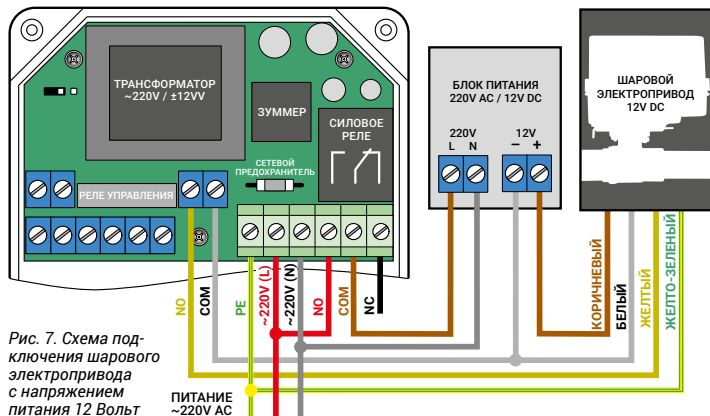 ТРАНСФОРМАТОР
~220V / ±12VV
ЗУММЕР
СИЛОВОЕ
РЕЛЕ
СЕТЕВОЙ
ПРЕДОХРАНИТЕЛЬ
РЕЛЕ УПРАВЛЕНИЯ
БЛОК ПИТАНИЯ
220V AC / 12V DC
220V
L N
12V
− +
ШАРОВОЙ
ЭЛЕКТРОПРИВОД
12V DC
NO
COM
PE
~220V (L)
~220V (N)
NO
COM
NC
КОРИЧНЕВЫЙ
БЕЛЫЙ
ЖЕЛТЫЙ
ЖЕЛТО-ЗЕЛЕНЫЙ
Рис. 7. Схема под-
ключения шарового
электропривода
с напряжением
питания 12 Вольт
ПИТАНИЕ
~220V AC